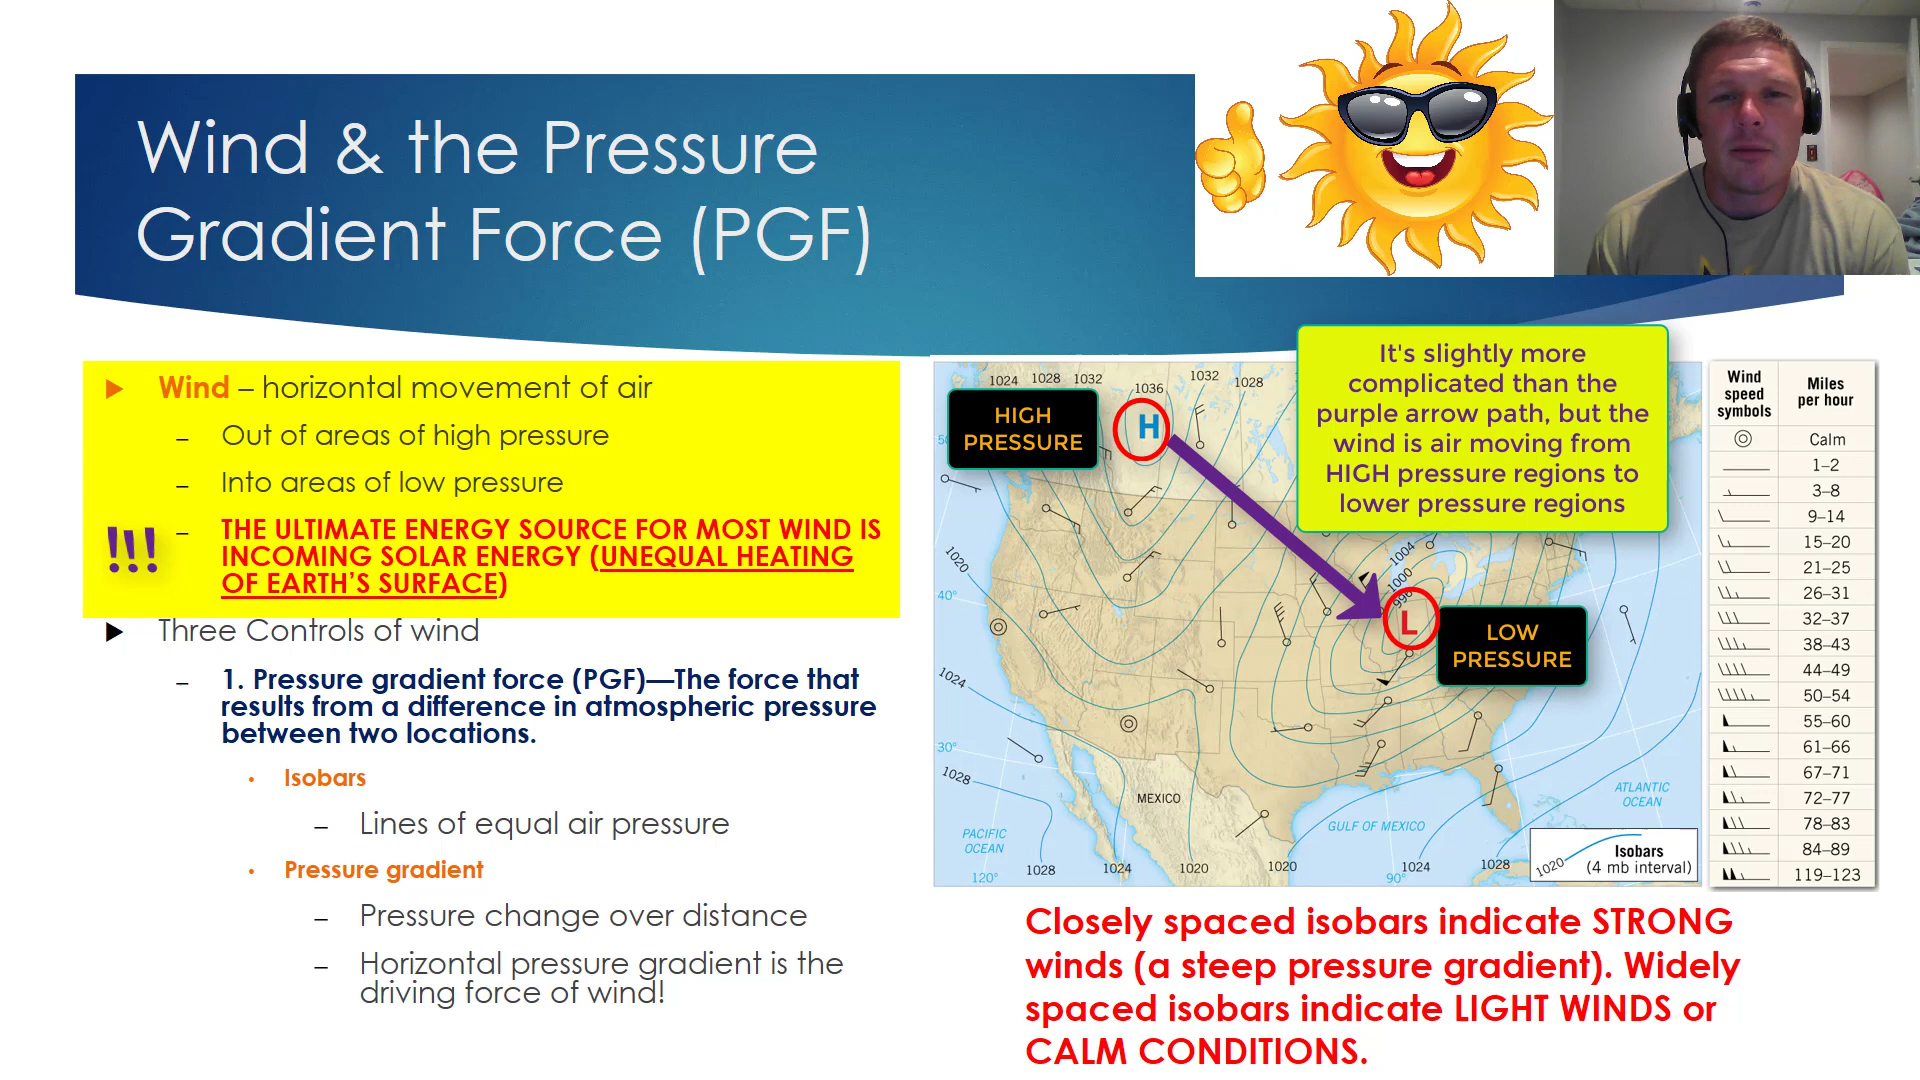 Wind & the Pressure
Gradient Force (PGF)
Wind – horizontal movement of air
– Out of areas of high pressure
– Into areas of low pressure
!!!
– THE ULTIMATE ENERGY SOURCE FOR MOST WIND IS
INCOMING SOLAR ENERGY (UNEQUAL HEATING
OF EARTH'S SURFACE)
Three Controls of wind
– 1. Pressure gradient force (PGF)—The force that
results from a difference in atmospheric pressure
between two locations.
• Isobars
– Lines of equal air pressure
• Pressure gradient
– Pressure change over distance
– Horizontal pressure gradient is the
driving force of wind!
It's slightly more
complicated than the
purple arrow path, but the
wind is air moving from
HIGH pressure regions to
lower pressure regions
1024 1028 1032
1036
1032
1028
HIGH
PRESSURE
H
1004
1000
996
1020
40°
L
LOW
PRESSURE
1024
30°
1028
MEXICO
ATLANTIC
OCEAN
PACIFIC
OCEAN
GULF OF MEXICO
1028 1024 1020 1020 1024 1028
120°
90°
1020
Isobars
(4 mb interval)
Wind
speed
symbols
Miles
per hour
Calm
1–2
3–8
9–14
15–20
21–25
26–31
32–37
38–43
44–49
50–54
55–60
61–66
67–71
72–77
78–83
84–89
119–123
Closely spaced isobars indicate STRONG
winds (a steep pressure gradient). Widely
spaced isobars indicate LIGHT WINDS or
CALM CONDITIONS.